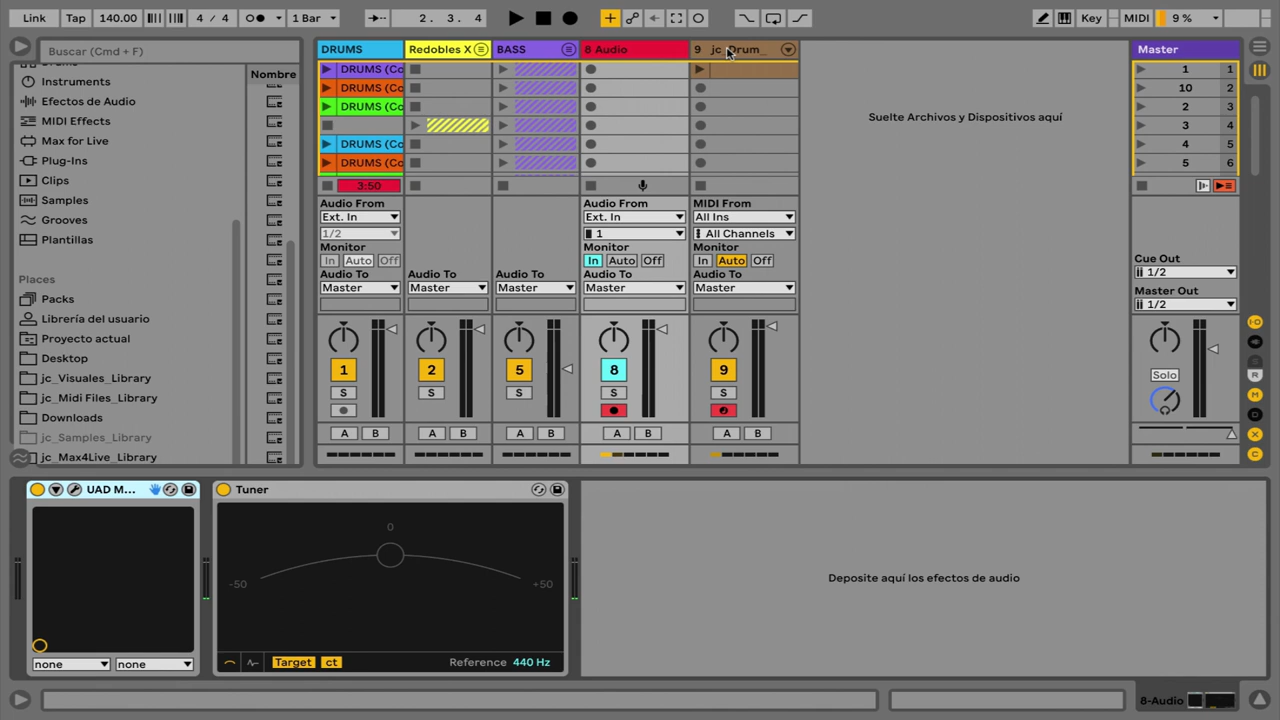 Link Tap 140.00 4 / 4 1 Bar 2. 3. 4 Key MIDI 9 %
Buscar (Cmd + F)
Nombre
Instruments
Efectos de Audio
MIDI Effects
Max for Live
Plug-Ins
Clips
Samples
Grooves
Plantillas
Places
Packs
Librería del usuario
Proyecto actual
Desktop
jc_Visuales_Library
jc_Midi Files_Library
Downloads
jc_Samples_Library
jc_Max4Live_Library
DRUMS Redobles X BASS 8 Audio 9 jc_Drum_ Master
DRUMS (Co 1 1
DRUMS (Co 10 2
DRUMS (Co 2 3
3 4
DRUMS (Co 4 5
DRUMS (Co 5 6
Suelte Archivos y Dispositivos aquí
3:50
Audio From Audio From MIDI From
Ext. In Ext. In All Ins
1/2 1 All Channels
Monitor Monitor Monitor
In Auto Off In Auto Off In Auto Off
Audio To Audio To Audio To Audio To Audio To
Master Master Master Master Master
Cue Out
1/2
Master Out
1/2
1 2 5 8 9 Solo
S S S S S
A B A B A B A B A B
I-O
R
M
D
X
C
UAD M...
none none
Tuner
0
-50 +50
Target ct Reference 440 Hz
Deposite aquí los efectos de audio
8-Audio